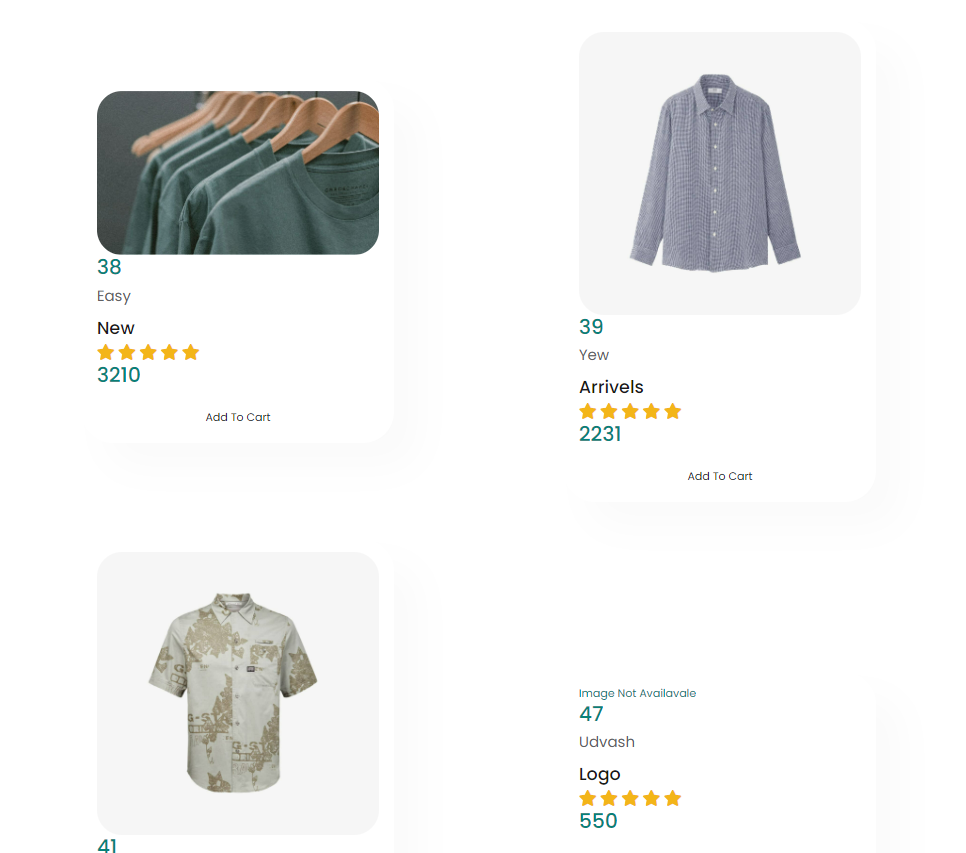 38
Easy
New
3210
Add To Cart
39
Yew
Arrivels
2231
Add To Cart
41
Image Not Availavale
47
Udvash
Logo
550